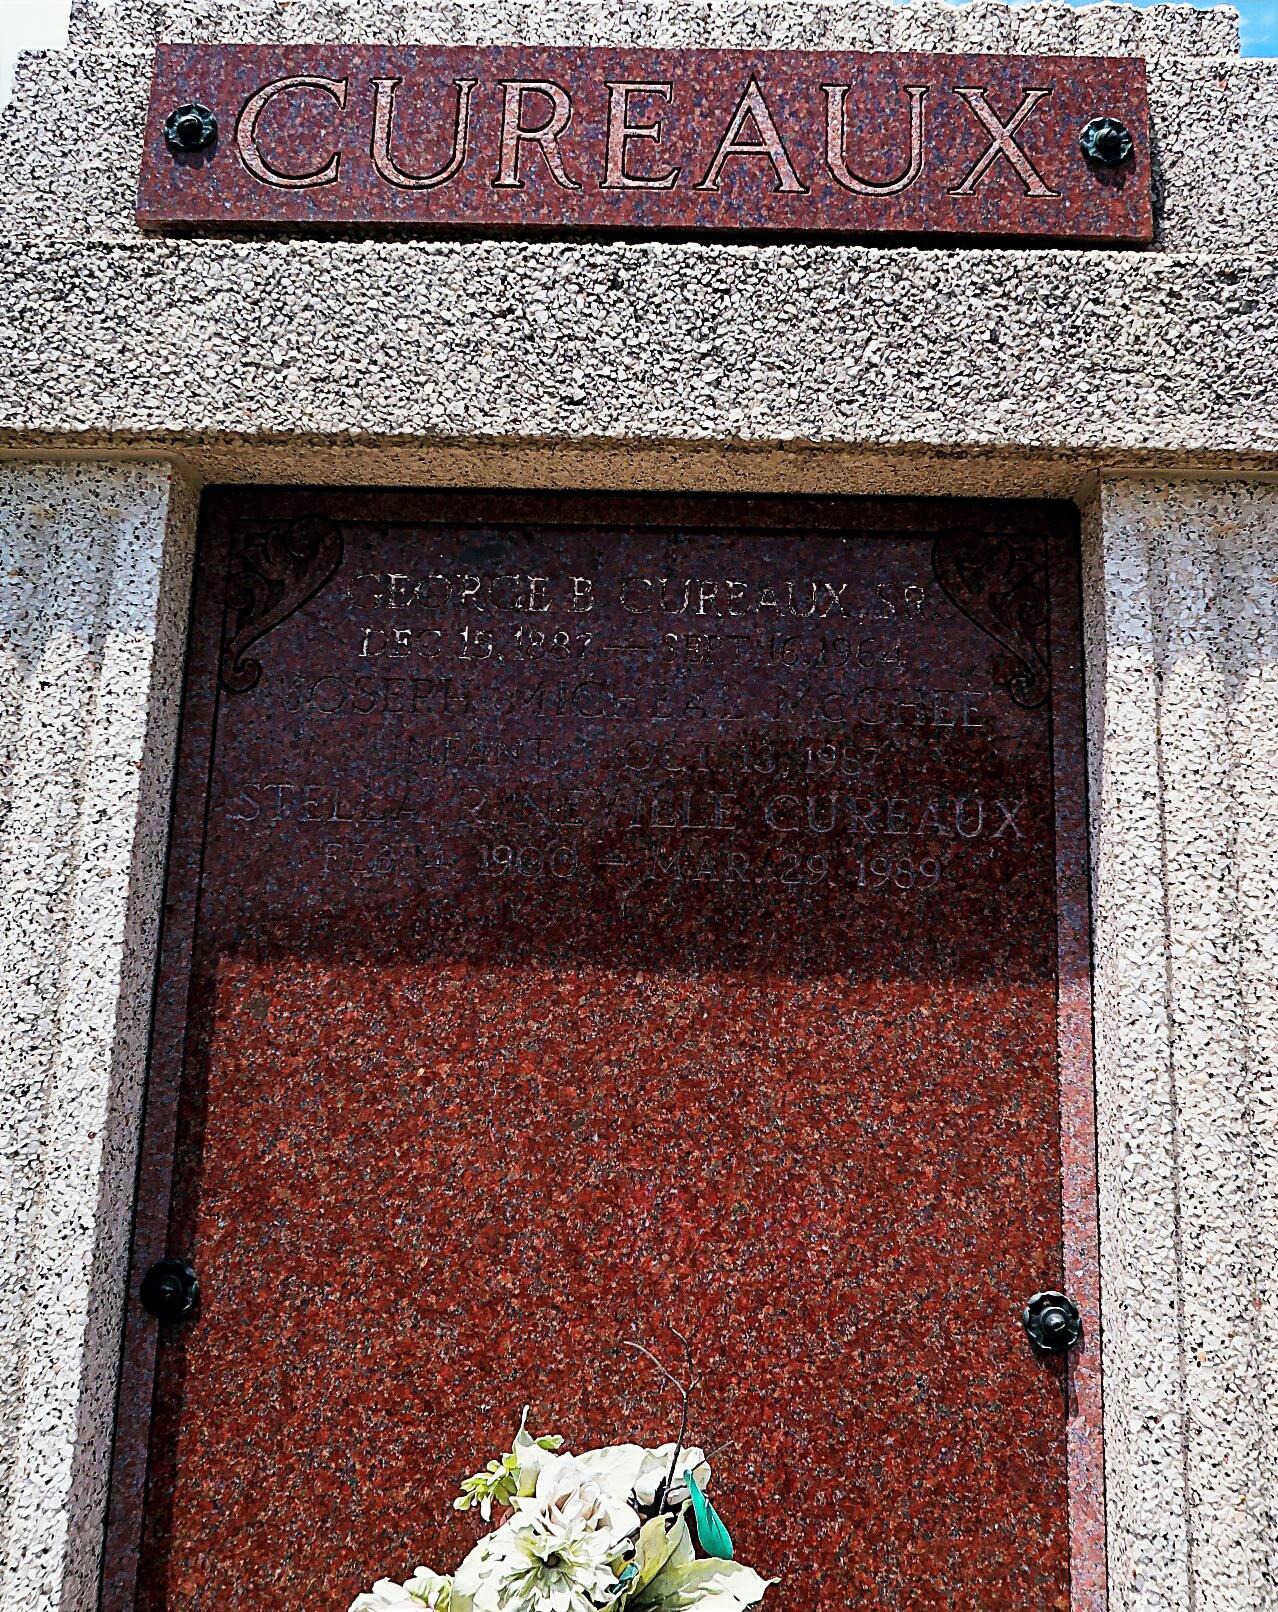 CUREAUX
GEORGE B CUREAUX, SR.
DEC 19, 1887 — SEPT. 16, 1964
JOSEPH MICHEAL McGHEE
INFANT OCT. 13, 1987
STELLA RANEVILLE CUREAUX
FEB 4, 1900 — MAR. 29, 1989